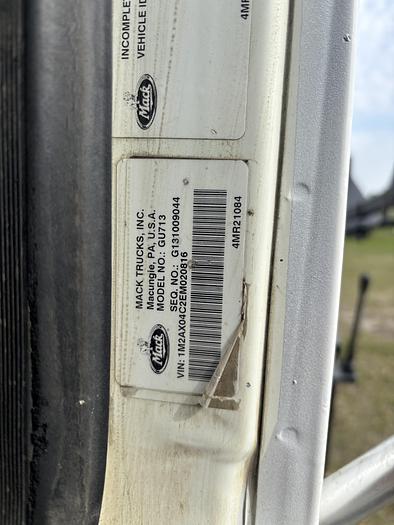 INCOMPLETE
VEHICLE ID
Mack
4MR
MACK TRUCKS, INC.
Macungie, PA, U.S.A.
MODEL NO.: GU713
SEQ. NO.: G131009044
Mack
VIN: 1M2AX04C2EM020816
4MR21084